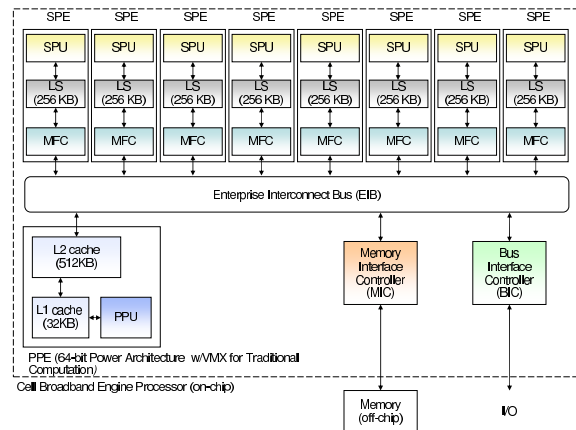 SPE SPE SPE SPE SPE SPE SPE SPE
SPU SPU SPU SPU SPU SPU SPU SPU
LS LS LS LS LS LS LS LS
(256 KB) (256 KB) (256 KB) (256 KB) (256 KB) (256 KB) (256 KB) (256 KB)
MFC MFC MFC MFC MFC MFC MFC MFC
Enterprise Interconnect Bus (EIB)
L2 cache
(512KB)
L1 cache
(32KB)
PPU
PPE (64-bit Power Architecture w/VMX for Traditional
Computation)
Memory
Interface
Controller
(MIC)
Bus
Interface
Controller
(BIC)
Cell Broadband Engine Processor (on-chip)
Memory
(off-chip)
I/O